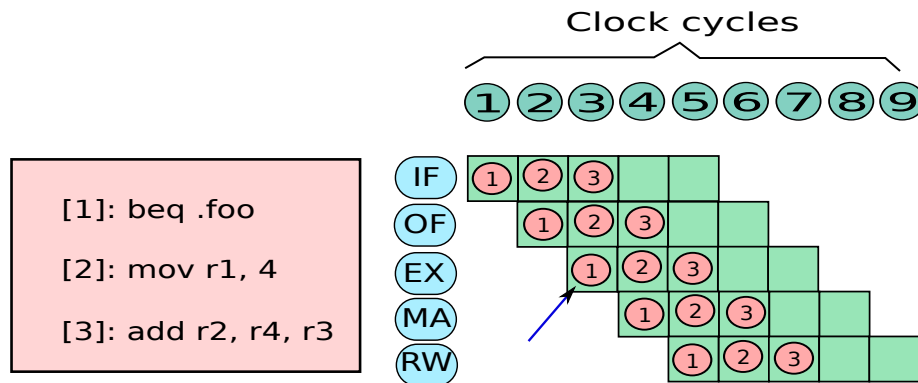 Clock cycles
1 2 3 4 5 6 7 8 9
[1]: beq .foo
[2]: mov r1, 4
[3]: add r2, r4, r3
IF 1 2 3
OF 1 2 3
EX 1 2 3
MA 1 2 3
RW 1 2 3